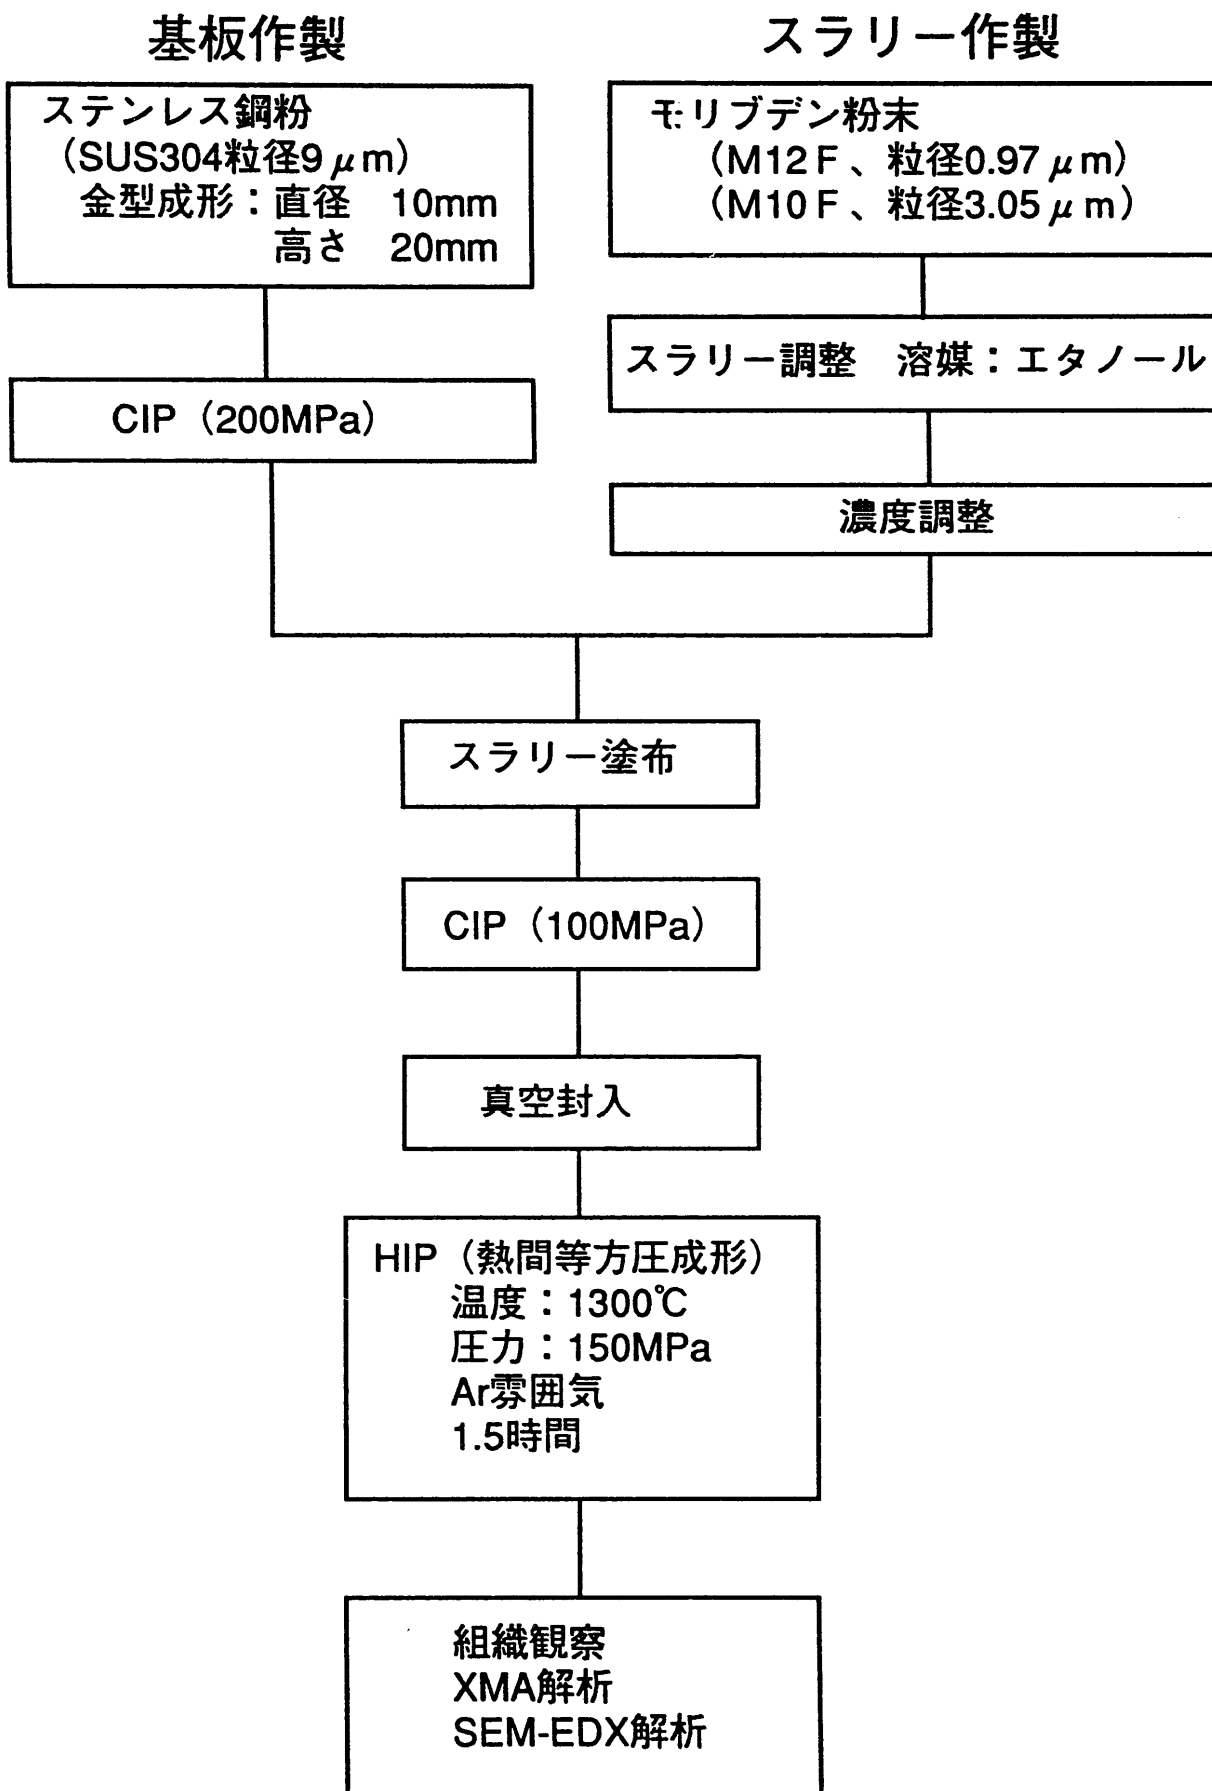 基板作製
ステンレス鋼粉
（SUS304粒径9μm）
金型成形：直径　10mm
高さ　20mm
CIP（200MPa）
スラリー作製
モリブデン粉末
（M12F、粒径0.97μm）
（M10F、粒径3.05μm）
スラリー調整　溶媒：エタノール
濃度調整
スラリー塗布
CIP（100MPa）
真空封入
HIP（熱間等方圧成形）
温度：1300℃
圧力：150MPa
Ar雰囲気
1.5時間
組織観察
XMA解析
SEM-EDX解析